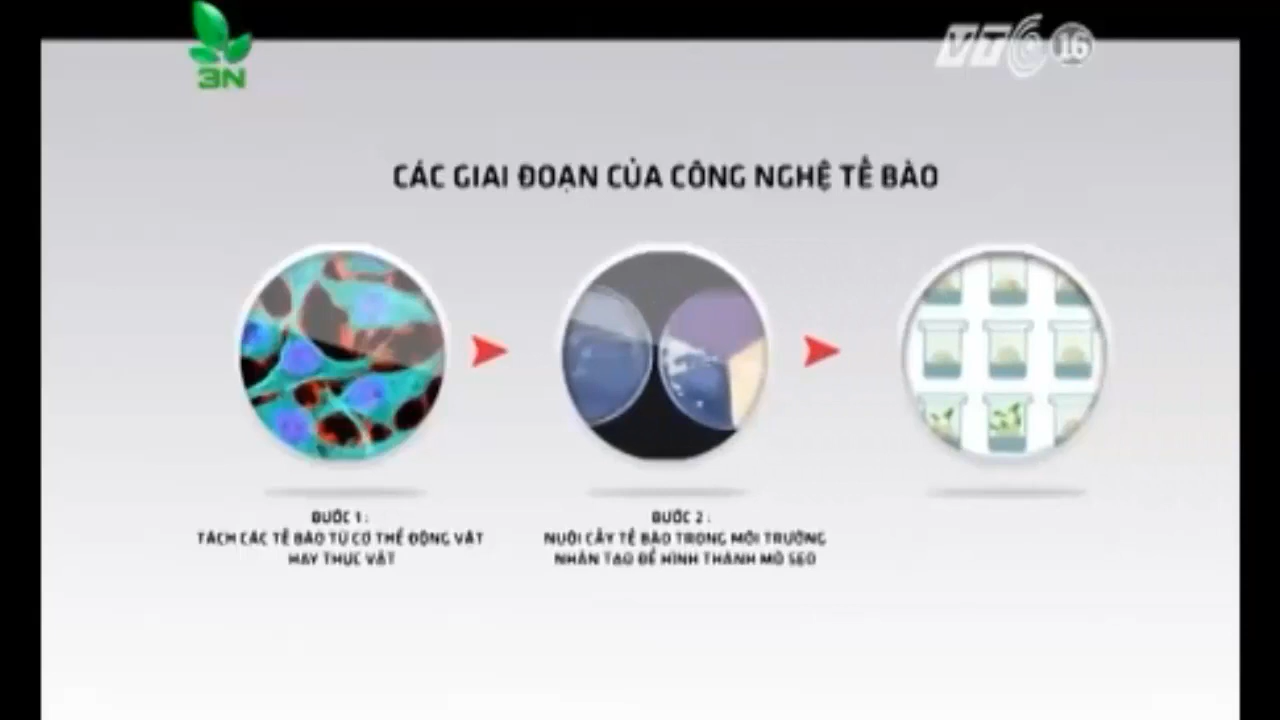 3N
VTC 16
CÁC GIAI ĐOẠN CỦA CÔNG NGHỆ TẾ BÀO
BƯỚC 1 :
TÁCH CÁC TẾ BÀO TỪ CƠ THỂ ĐỘNG VẬT
HAY THỰC VẬT
BƯỚC 2 :
NUÔI CẤY TẾ BÀO TRONG MÔI TRƯỜNG
NHÂN TẠO ĐỂ HÌNH THÀNH MÔ SẸO